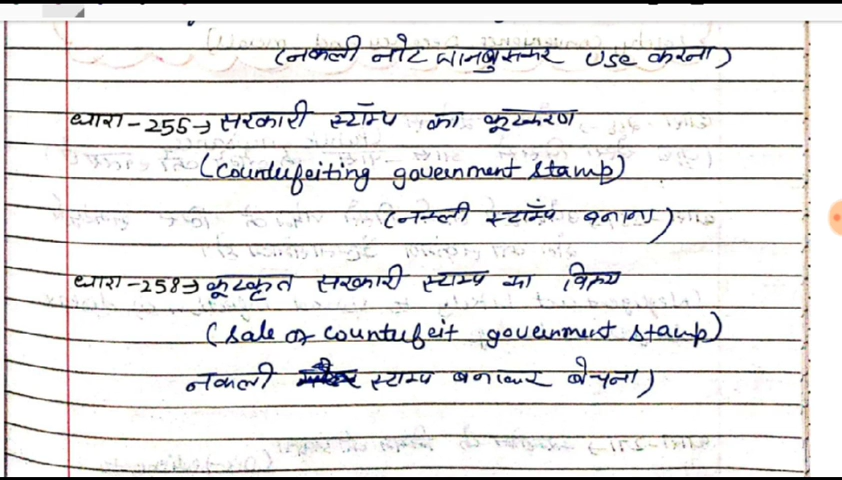 (नकली नोट जानबुझकर use करना)
धारा-255→ सरकारी स्टॉम्प का कूटकरण
(Counterfeiting government stamp)
(नकली स्टॉम्प बनाना)
धारा-258→ कूटकृत सरकारी स्टाम्प का विक्रय
(Sale of counterfeit government stamp)
नकली स्टाम्प बनाकर बेचना)